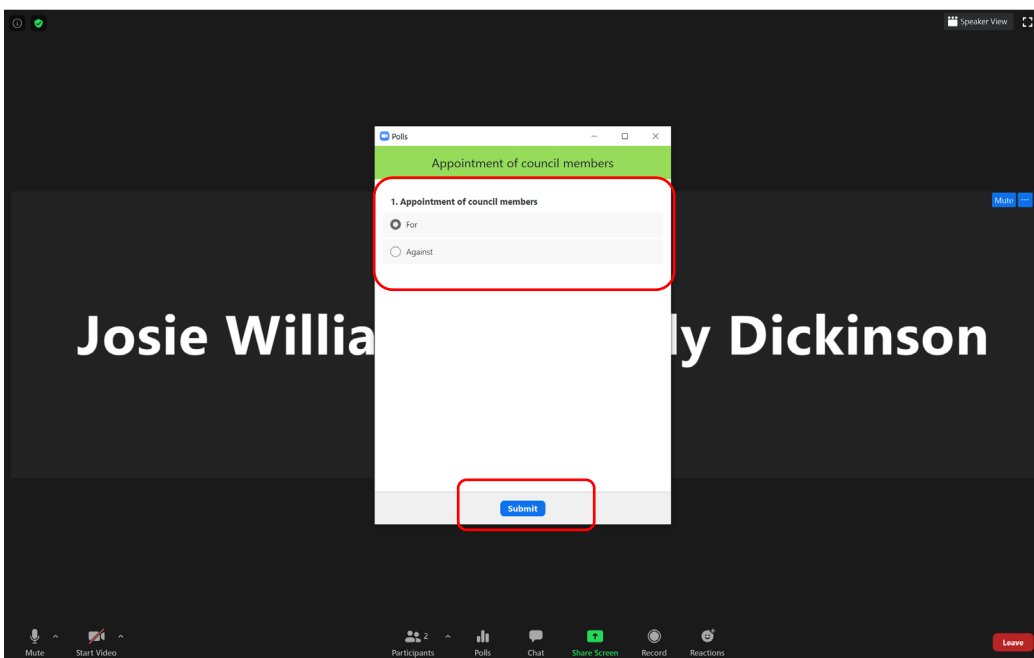 Speaker View
Polls
Appointment of council members
1. Appointment of council members
For
Against
Mute ...
Josie Willia
ly Dickinson
Submit
2
Mute
Start Video
Participants
Polls
Chat
Share Screen
Record
Reactions
Leave